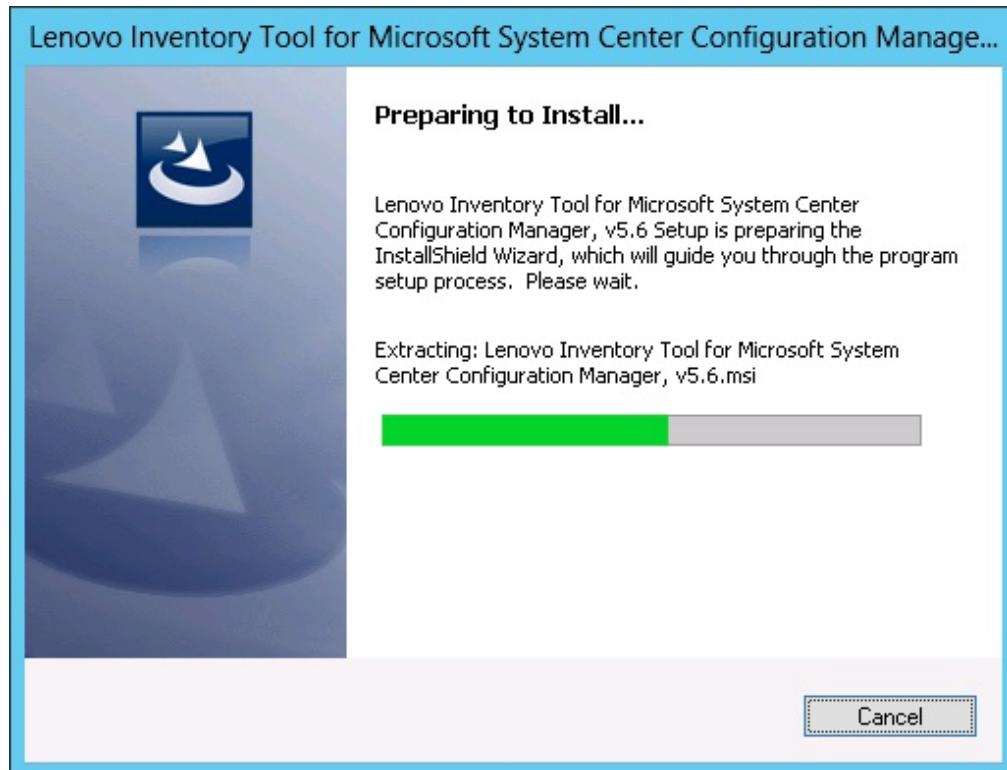 Lenovo Inventory Tool for Microsoft System Center Configuration Manage...
Preparing to Install...
Lenovo Inventory Tool for Microsoft System Center
Configuration Manager, v5.6 Setup is preparing the
InstallShield Wizard, which will guide you through the program
setup process.  Please wait.
Extracting: Lenovo Inventory Tool for Microsoft System
Center Configuration Manager, v5.6.msi
Cancel